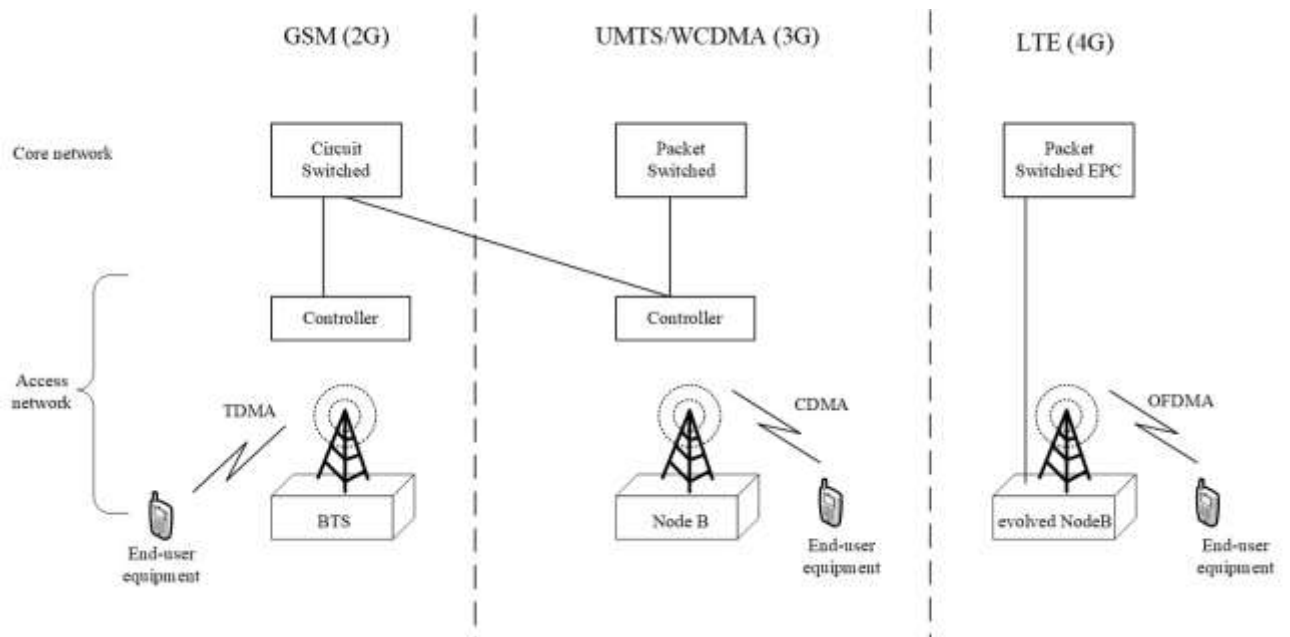 GSM (2G)
UMTS/WCDMA (3G)
LTE (4G)
Core network
Circuit
Switched
Packet
Switched
Packet
Switched EPC
Access
network
Controller
Controller
TDMA
CDMA
OFDMA
BTS
Node B
evolved NodeB
End-user
equipment
End-user
equipment
End-user
equipment